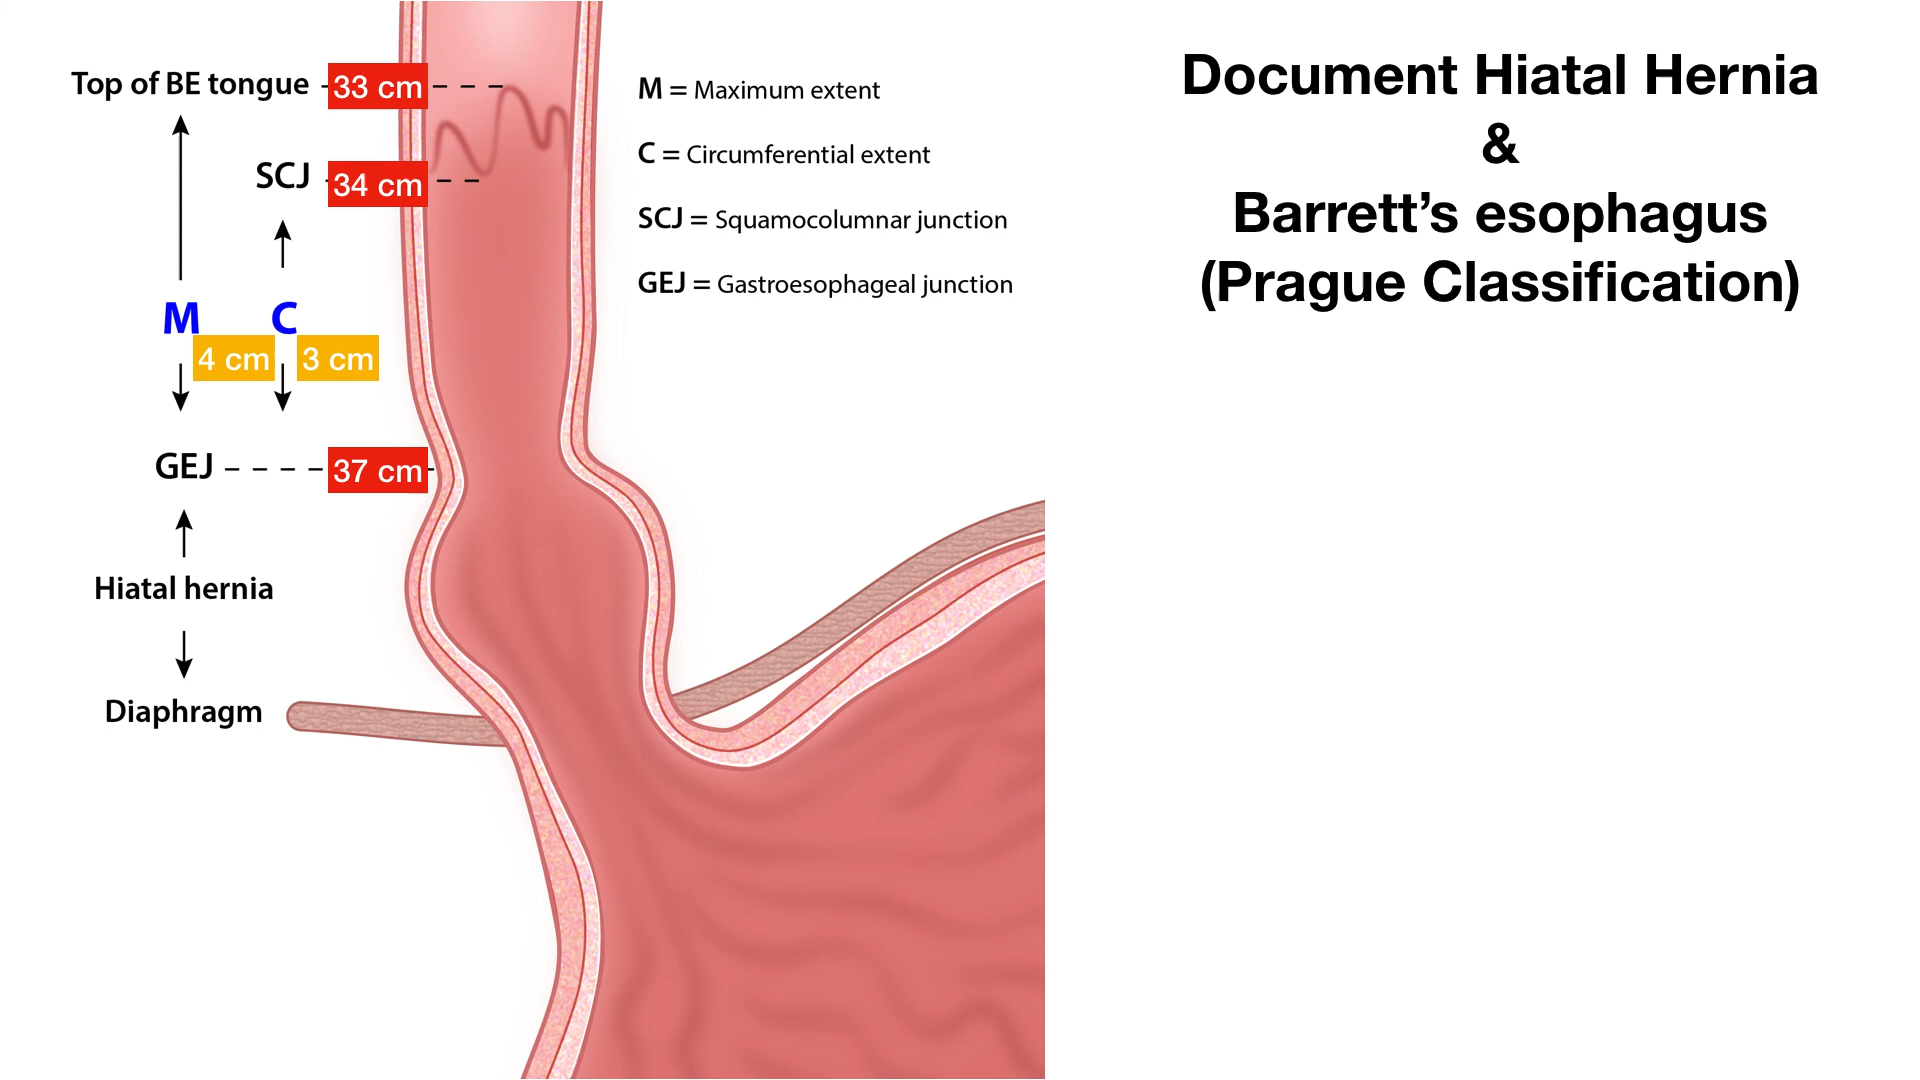 Top of BE tongue 33 cm
SCJ 34 cm
M C
4 cm 3 cm
GEJ 37 cm
Hiatal hernia
Diaphragm
M = Maximum extent
C = Circumferential extent
SCJ = Squamocolumnar junction
GEJ = Gastroesophageal junction
Document Hiatal Hernia
&
Barrett’s esophagus
(Prague Classification)